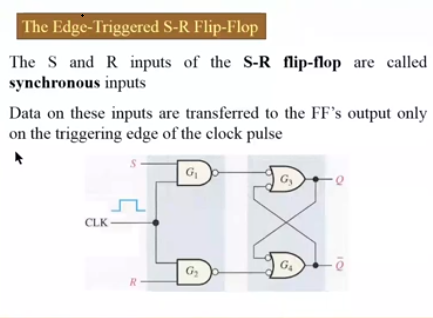 The Edge-Triggered S-R Flip-Flop
The S and R inputs of the S-R flip-flop are called
synchronous inputs
Data on these inputs are transferred to the FF's output only
on the triggering edge of the clock pulse
S
G₁
G₃
Q
CLK
G₂
G₄
Q̅
R